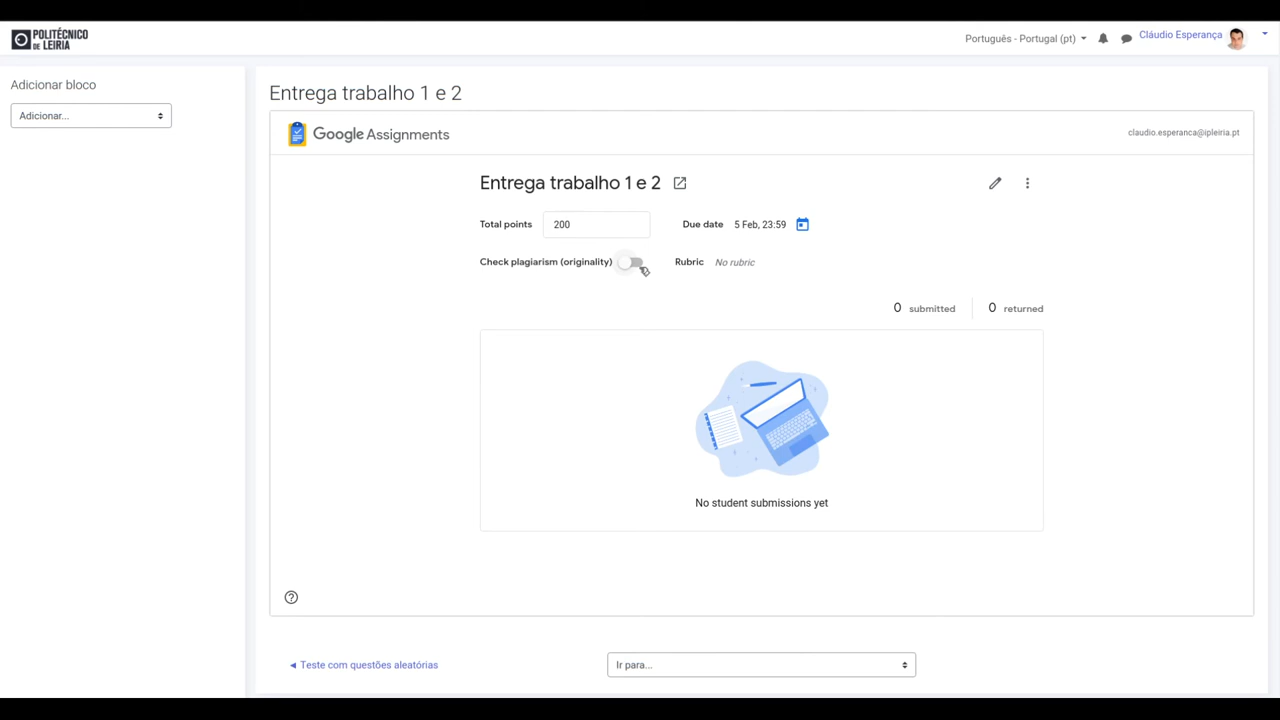 POLITÉCNICO
DE LEIRIA
Português - Portugal (pt)
Cláudio Esperança
Adicionar bloco
Adicionar...
Entrega trabalho 1 e 2
Google Assignments
claudio.esperanca@ipleiria.pt
Entrega trabalho 1 e 2
Total points 200 Due date 5 Feb, 23:59
Check plagiarism (originality) Rubric No rubric
0 submitted 0 returned
No student submissions yet
◄ Teste com questões aleatórias
Ir para...